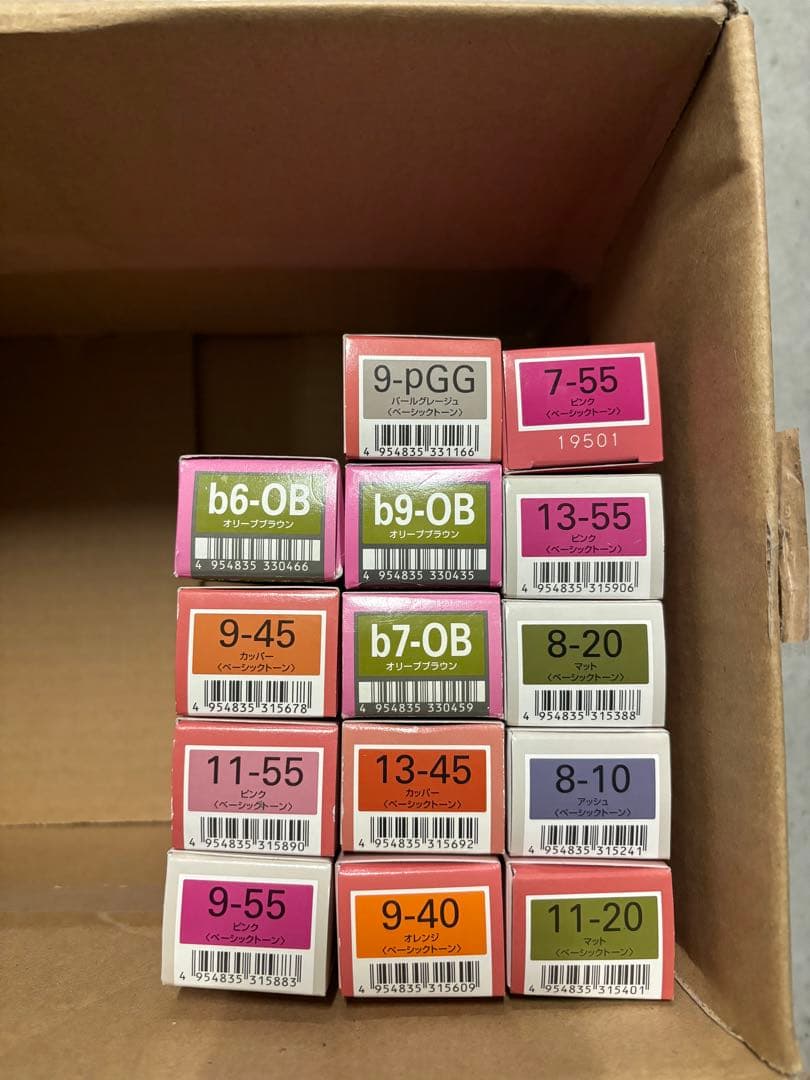 9-pGG
パールグレージュ
〈ベーシックトーン〉
4 954835 331166
7-55
ピンク
〈ベーシックトーン〉
19501
b6-OB
オリーブブラウン
4 954835 330466
b9-OB
オリーブブラウン
4 954835 330435
13-55
ピンク
〈ベーシックトーン〉
4 954835 315906
9-45
カッパー
〈ベーシックトーン〉
4 954835 315678
b7-OB
オリーブブラウン
4 954835 330459
8-20
マット
〈ベーシックトーン〉
4 954835 315388
11-55
ピンク
〈ベーシックトーン〉
4 954835 315890
13-45
カッパー
〈ベーシックトーン〉
4 954835 315692
8-10
アッシュ
〈ベーシックトーン〉
4 954835 315241
9-55
ピンク
〈ベーシックトーン〉
4 954835 315883
9-40
オレンジ
〈ベーシックトーン〉
4 954835 315609
11-20
マット
〈ベーシックトーン〉
4 954835 315401